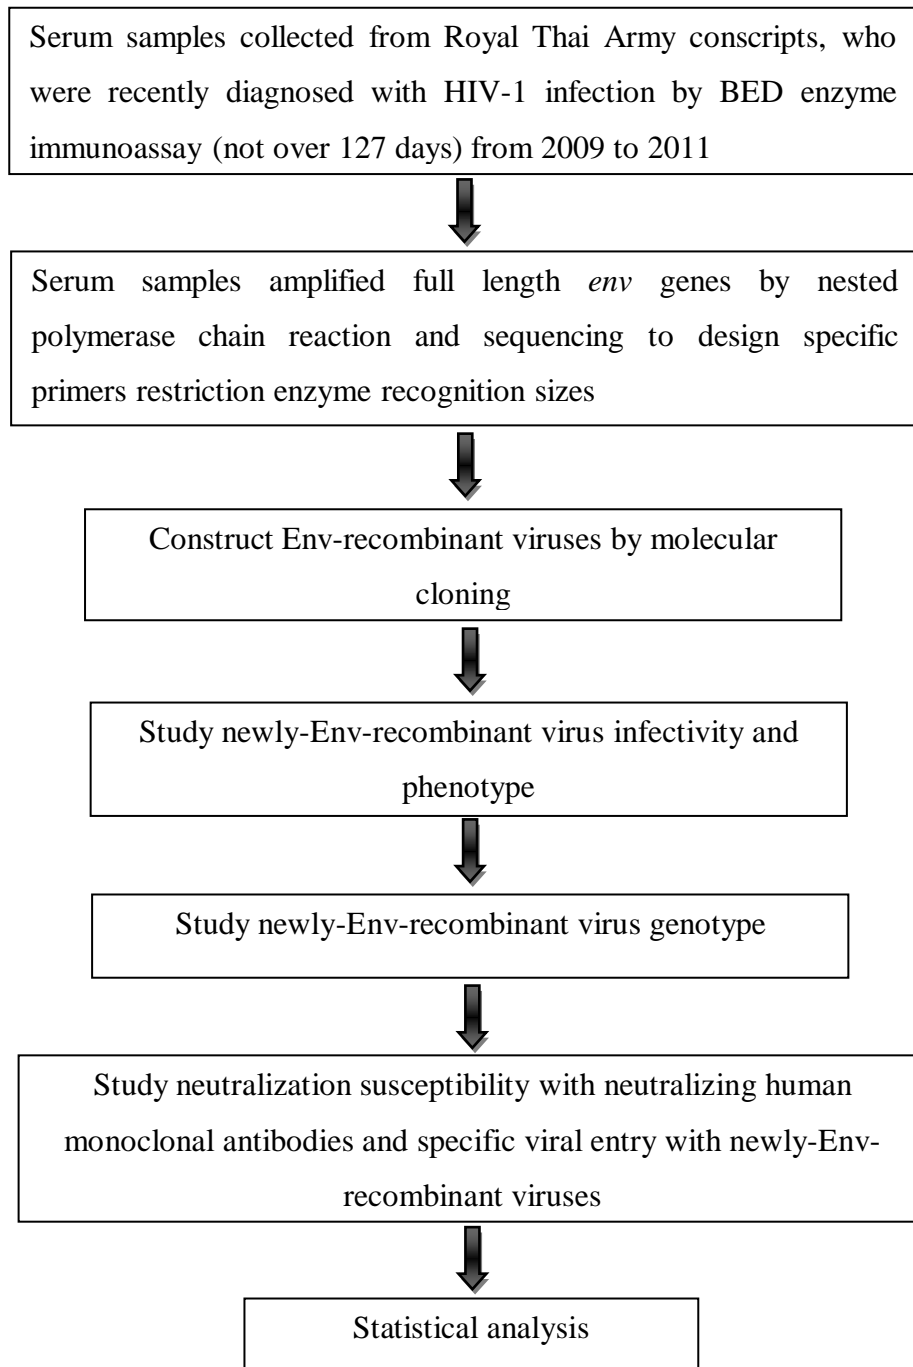 Serum samples collected from Royal Thai Army conscripts, who
were recently diagnosed with HIV-1 infection by BED enzyme
immunoassay (not over 127 days) from 2009 to 2011
Serum samples amplified full length env genes by nested
polymerase chain reaction and sequencing to design specific
primers restriction enzyme recognition sizes
Construct Env-recombinant viruses by molecular
cloning
Study newly-Env-recombinant virus infectivity and
phenotype
Study newly-Env-recombinant virus genotype
Study neutralization susceptibility with neutralizing human
monoclonal antibodies and specific viral entry with newly-Env-
recombinant viruses
Statistical analysis